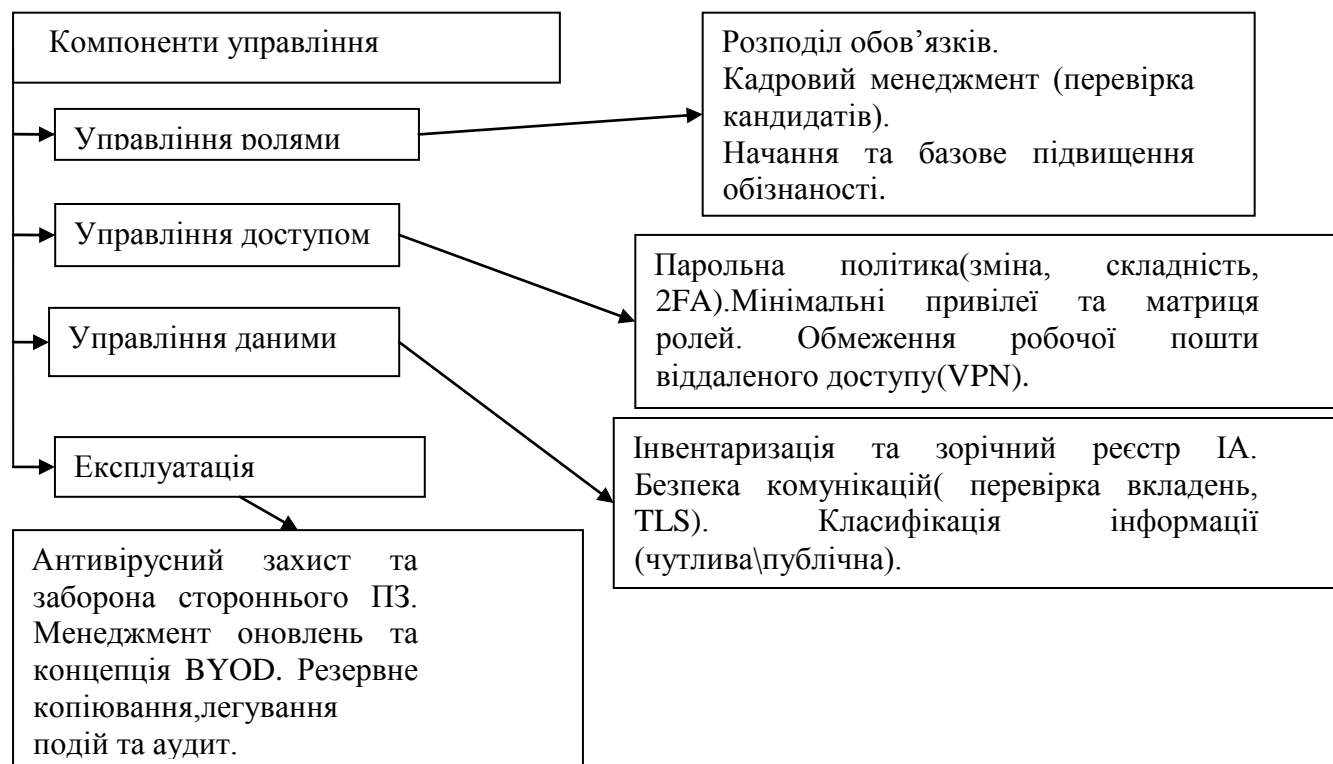 Компоненти управління
Управління ролями
Розподіл обов’язків.
Кадровий менеджмент (перевірка
кандидатів).
Начання та базове підвищення
обізнаності.
Управління доступом
Парольна політика(зміна, складність,
2FA).Мінімальні привілеї та матриця
ролей. Обмеження робочої пошти
віддаленого доступу(VPN).
Управління даними
Інвентаризація та зорічний реєстр ІА.
Безпека комунікацій( перевірка вкладень,
TLS). Класифікація інформації
(чутлива\публічна).
Експлуатація
Антивірусний захист та
заборона стороннього ПЗ.
Менеджмент оновлень та
концепція BYOD. Резервне
копіювання,легування
подій та аудит.